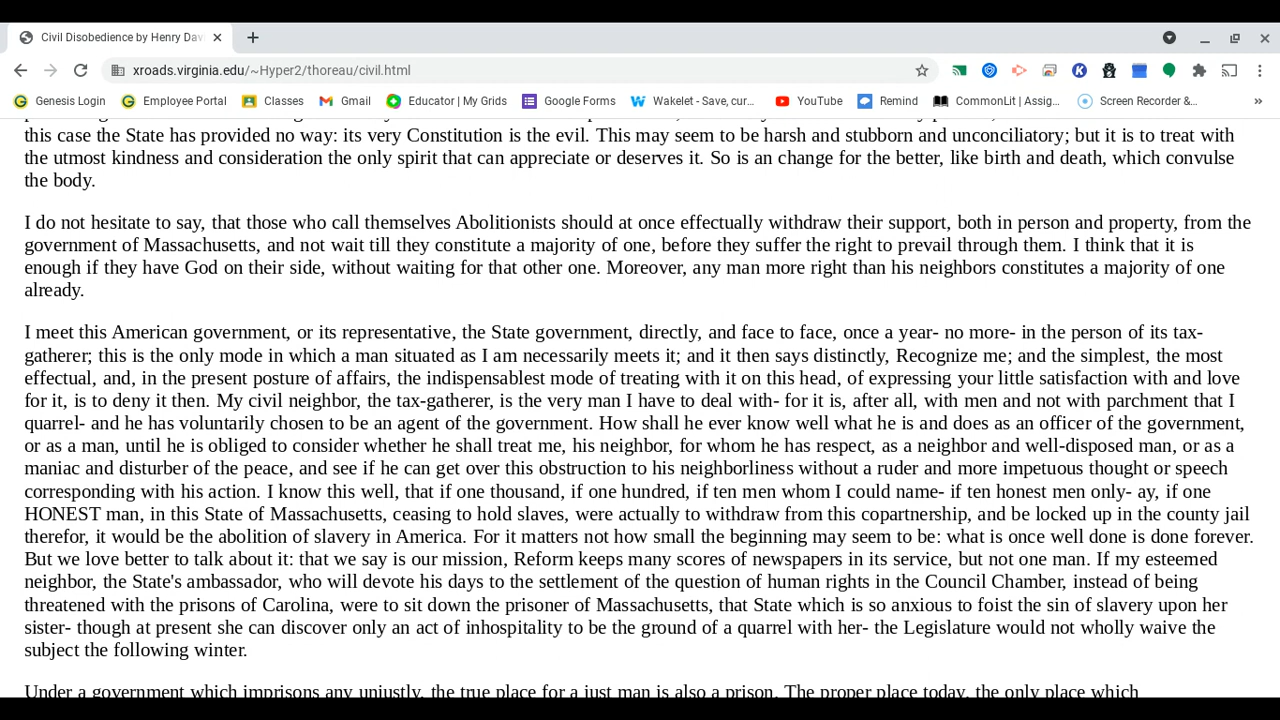 Civil Disobedience by Henry Dav
xroads.virginia.edu/~Hyper2/thoreau/civil.html
Genesis Login Employee Portal Classes Gmail Educator | My Grids Google Forms Wakelet - Save, cur... YouTube Remind CommonLit | Assig... Screen Recorder &... »
this case the State has provided no way: its very Constitution is the evil. This may seem to be harsh and stubborn and unconciliatory; but it is to treat with
the utmost kindness and consideration the only spirit that can appreciate or deserves it. So is an change for the better, like birth and death, which convulse
the body.
I do not hesitate to say, that those who call themselves Abolitionists should at once effectually withdraw their support, both in person and property, from the
government of Massachusetts, and not wait till they constitute a majority of one, before they suffer the right to prevail through them. I think that it is
enough if they have God on their side, without waiting for that other one. Moreover, any man more right than his neighbors constitutes a majority of one
already.
I meet this American government, or its representative, the State government, directly, and face to face, once a year- no more- in the person of its tax-
gatherer; this is the only mode in which a man situated as I am necessarily meets it; and it then says distinctly, Recognize me; and the simplest, the most
effectual, and, in the present posture of affairs, the indispensablest mode of treating with it on this head, of expressing your little satisfaction with and love
for it, is to deny it then. My civil neighbor, the tax-gatherer, is the very man I have to deal with- for it is, after all, with men and not with parchment that I
quarrel- and he has voluntarily chosen to be an agent of the government. How shall he ever know well what he is and does as an officer of the government,
or as a man, until he is obliged to consider whether he shall treat me, his neighbor, for whom he has respect, as a neighbor and well-disposed man, or as a
maniac and disturber of the peace, and see if he can get over this obstruction to his neighborliness without a ruder and more impetuous thought or speech
corresponding with his action. I know this well, that if one thousand, if one hundred, if ten men whom I could name- if ten honest men only- ay, if one
HONEST man, in this State of Massachusetts, ceasing to hold slaves, were actually to withdraw from this copartnership, and be locked up in the county jail
therefor, it would be the abolition of slavery in America. For it matters not how small the beginning may seem to be: what is once well done is done forever.
But we love better to talk about it: that we say is our mission, Reform keeps many scores of newspapers in its service, but not one man. If my esteemed
neighbor, the State's ambassador, who will devote his days to the settlement of the question of human rights in the Council Chamber, instead of being
threatened with the prisons of Carolina, were to sit down the prisoner of Massachusetts, that State which is so anxious to foist the sin of slavery upon her
sister- though at present she can discover only an act of inhospitality to be the ground of a quarrel with her- the Legislature would not wholly waive the
subject the following winter.
Under a government which imprisons any unjustly, the true place for a just man is also a prison. The proper place today, the only place which